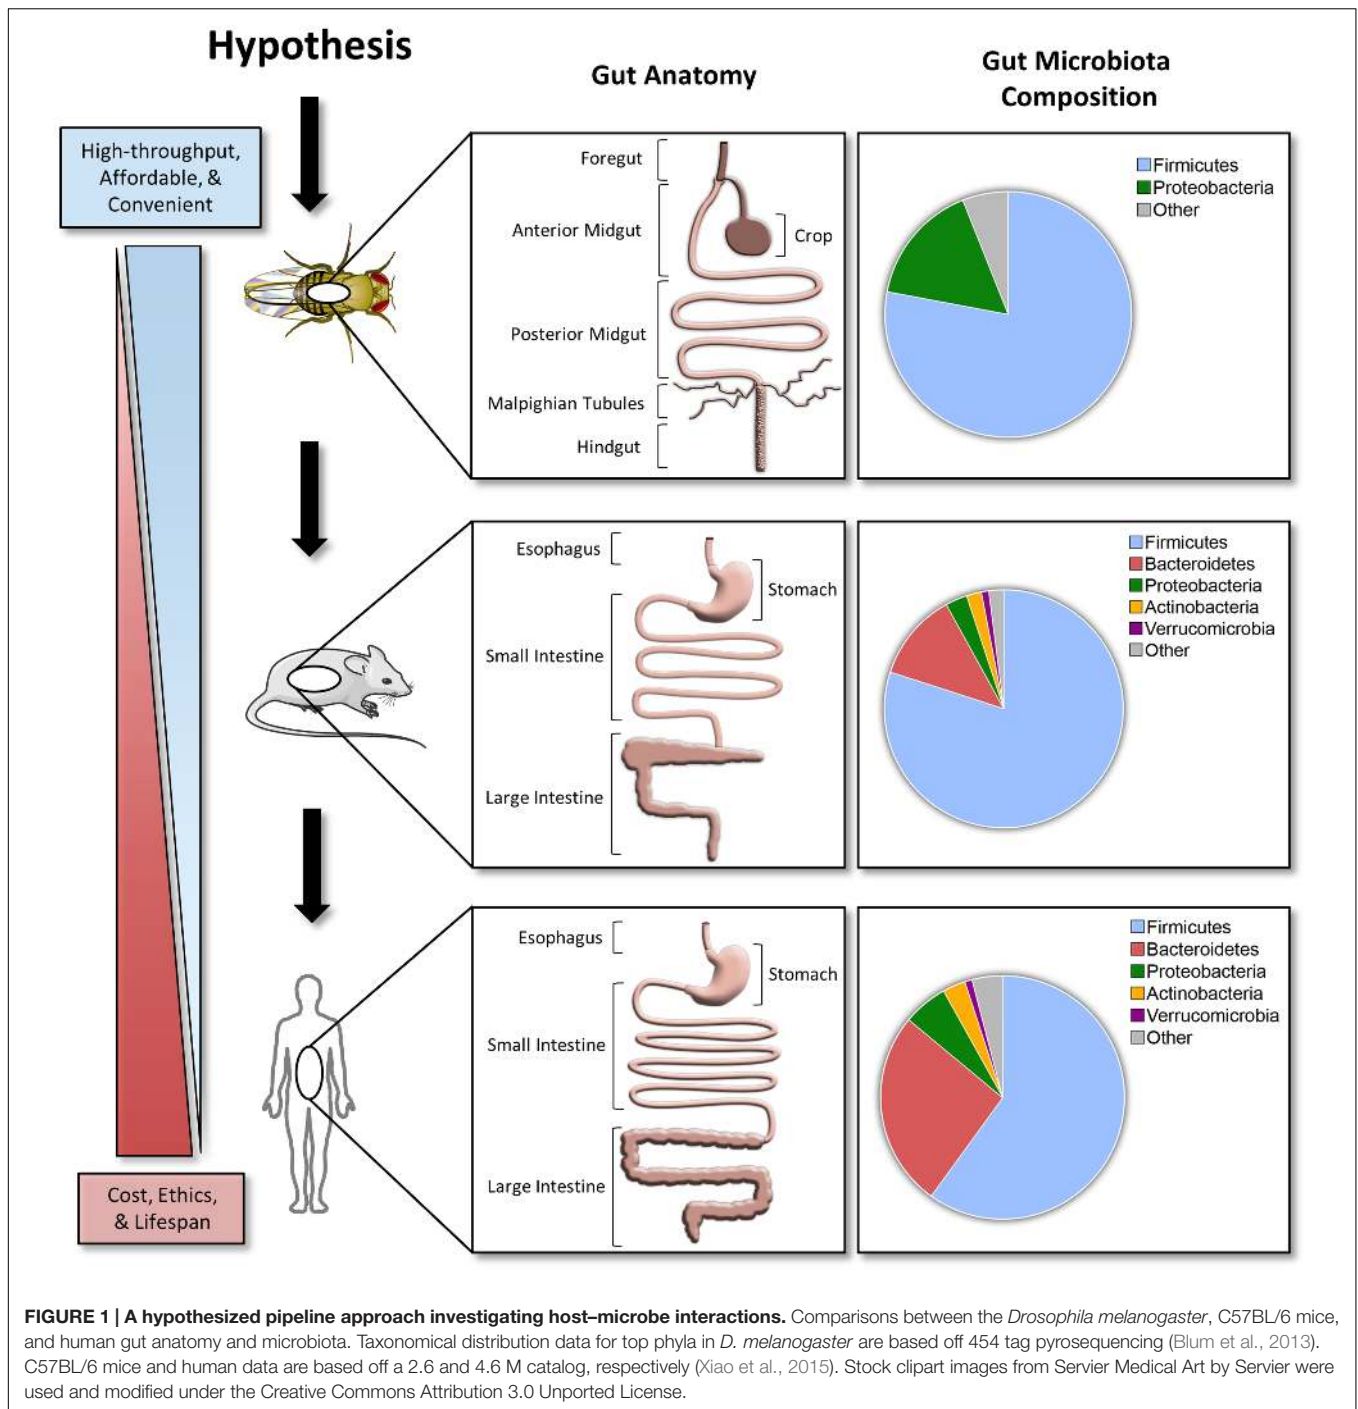 Hypothesis
Gut Anatomy
Gut Microbiota
Composition
High-throughput,
Affordable, &
Convenient
Foregut
Anterior Midgut
Crop
Posterior Midgut
Malpighian Tubules
Hindgut
Firmicutes
Proteobacteria
Other
Esophagus
Stomach
Small Intestine
Large Intestine
Firmicutes
Bacteroidetes
Proteobacteria
Actinobacteria
Verrucomicrobia
Other
Esophagus
Stomach
Small Intestine
Large Intestine
Firmicutes
Bacteroidetes
Proteobacteria
Actinobacteria
Verrucomicrobia
Other
Cost, Ethics,
& Lifespan
FIGURE 1 | A hypothesized pipeline approach investigating host–microbe interactions. Comparisons between the Drosophila melanogaster, C57BL/6 mice,
and human gut anatomy and microbiota. Taxonomical distribution data for top phyla in D. melanogaster are based off 454 tag pyrosequencing (Blum et al., 2013).
C57BL/6 mice and human data are based off a 2.6 and 4.6 M catalog, respectively (Xiao et al., 2015). Stock clipart images from Servier Medical Art by Servier were
used and modified under the Creative Commons Attribution 3.0 Unported License.